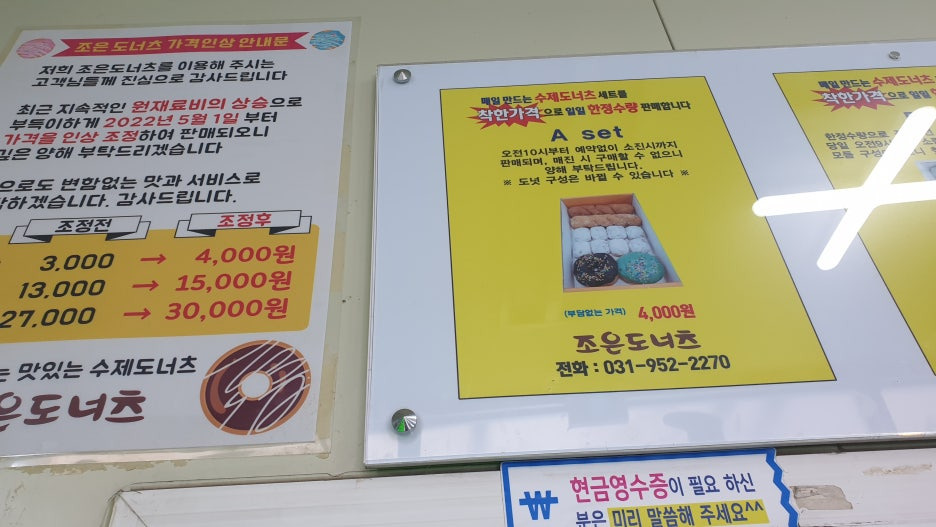 조은도너츠 가격인상 안내문
저희 조은도너츠를 이용해 주시는
고객님들께 진심으로 감사드립니다
최근 지속적인 원재료비의 상승으로
부득이하게 2022년 5월 1일 부터
가격을 인상 조정하여 판매되오니
깊은 양해 부탁드리겠습니다
으로도 변함없는 맛과 서비스로
하겠습니다. 감사드립니다.
조정전 조정후
3,000 → 4,000원
13,000 → 15,000원
27,000 → 30,000원
는 맛있는 수제도너츠
은도너츠
매일 만드는 수제도너츠 세트를
착한가격으로 일일 한정수량 판매합니다
A set
오전10시부터 예약없이 소진시까지
판매되며, 매진 시 구매할 수 없으니
양해 부탁드립니다.
※ 도넛 구성은 바뀔 수 있습니다 ※
(부담없는 가격) 4,000원
조은도너츠
전화 : 031-952-2270
매일 만드는 수제도너츠
착한가격으로 일일
한정수량으로
당일 오전9시
모듬 구성
₩ 현금영수증이 필요 하신
분은 미리 말씀해 주세요^^